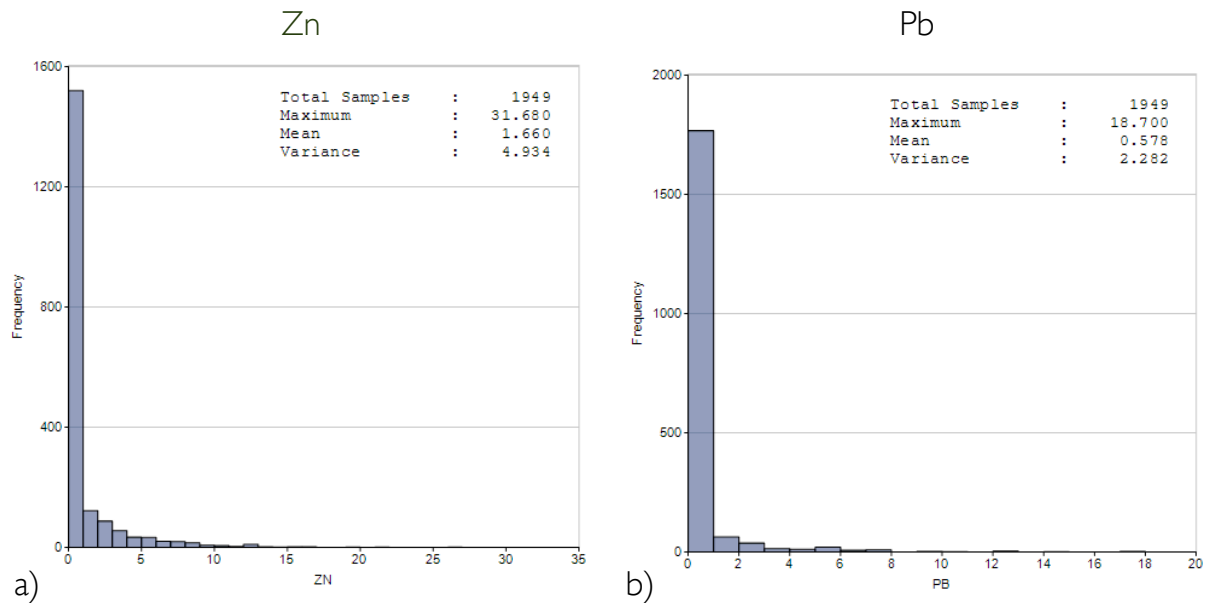 Zn
1600
1200
800
400
0
Frequency
Total Samples : 1949
Maximum : 31.680
Mean : 1.660
Variance : 4.934
0 5 10 15 20 25 30 35
ZN
a)
Pb
2000
1500
1000
500
0
Frequency
Total Samples : 1949
Maximum : 18.700
Mean : 0.578
Variance : 2.282
0 2 4 6 8 10 12 14 16 18 20
PB
b)